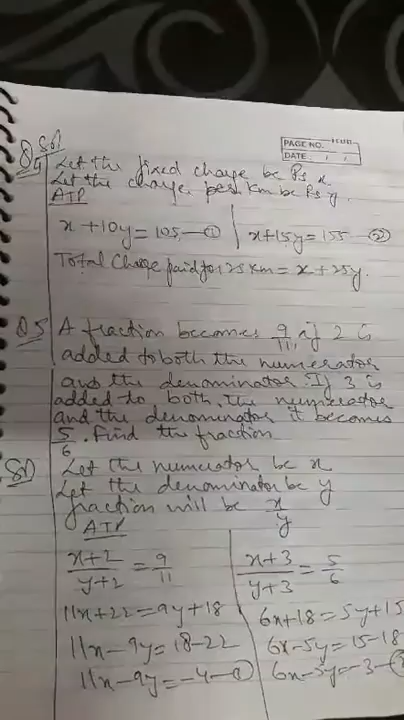 PAGE NO.
DATE: / /
Sol
Q4 Let the fixed charge be Rs x.
Let the charge per km be Rs y.
ATP
x+10y=105 - ① | x+15y=155 - ②
Total Charge paid for 25 km = x+25y.
Q5 A fraction becomes 9/11, if 2 is
added to both the numerator
and the denominator. If 3 is
added to both the numerator
and the denominator it becomes
5/6. Find the fraction
Sol Let the numerator be x
Let the denominator be y
fraction will be x/y
ATP
x+2/y+2 = 9/11 | x+3/y+3 = 5/6
11x+22=9y+18 | 6x+18=5y+15
11x-9y=18-22 | 6x-5y=15-18
11x-9y=-4-① | 6x-5y=-3-②